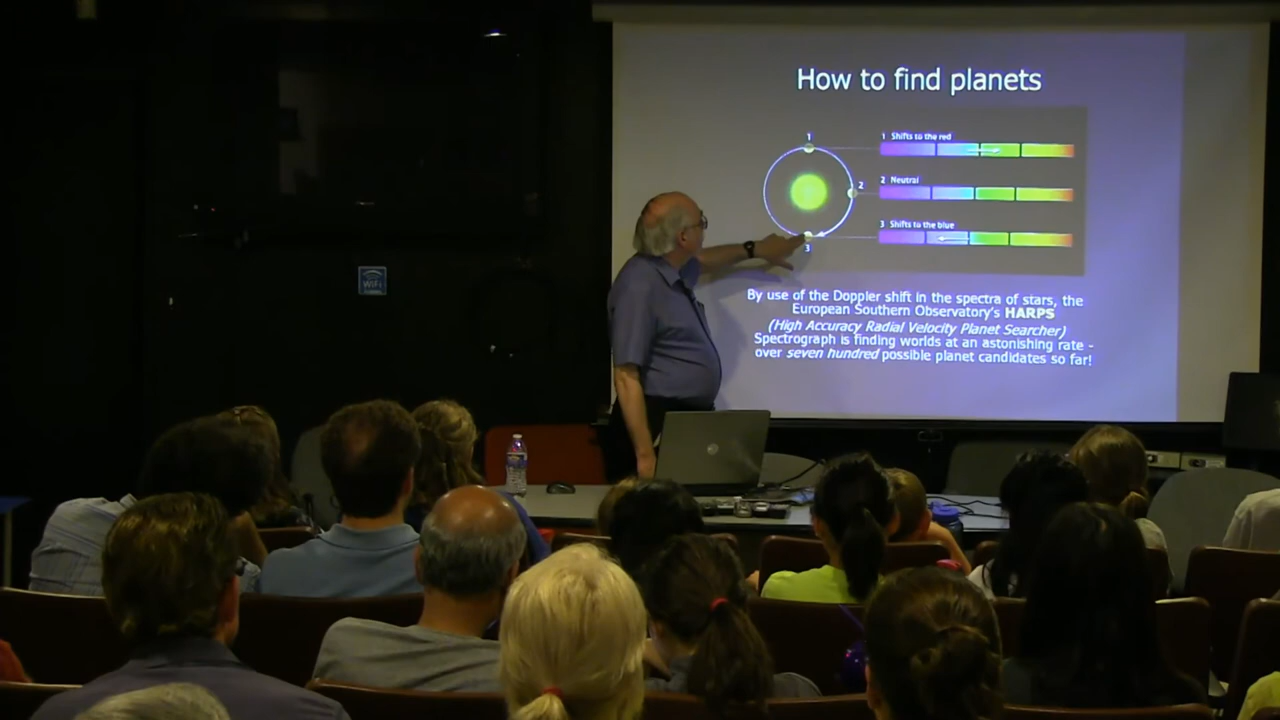 How to find planets
1
1 Shifts to the red
2
2 Neutral
3 Shifts to the blue
3
By use of the Doppler shift in the spectra of stars, the
European Southern Observatory's HARPS
(High Accuracy Radial Velocity Planet Searcher)
Spectrograph is finding worlds at an astonishing rate -
over seven hundred possible planet candidates so far!
WiFi